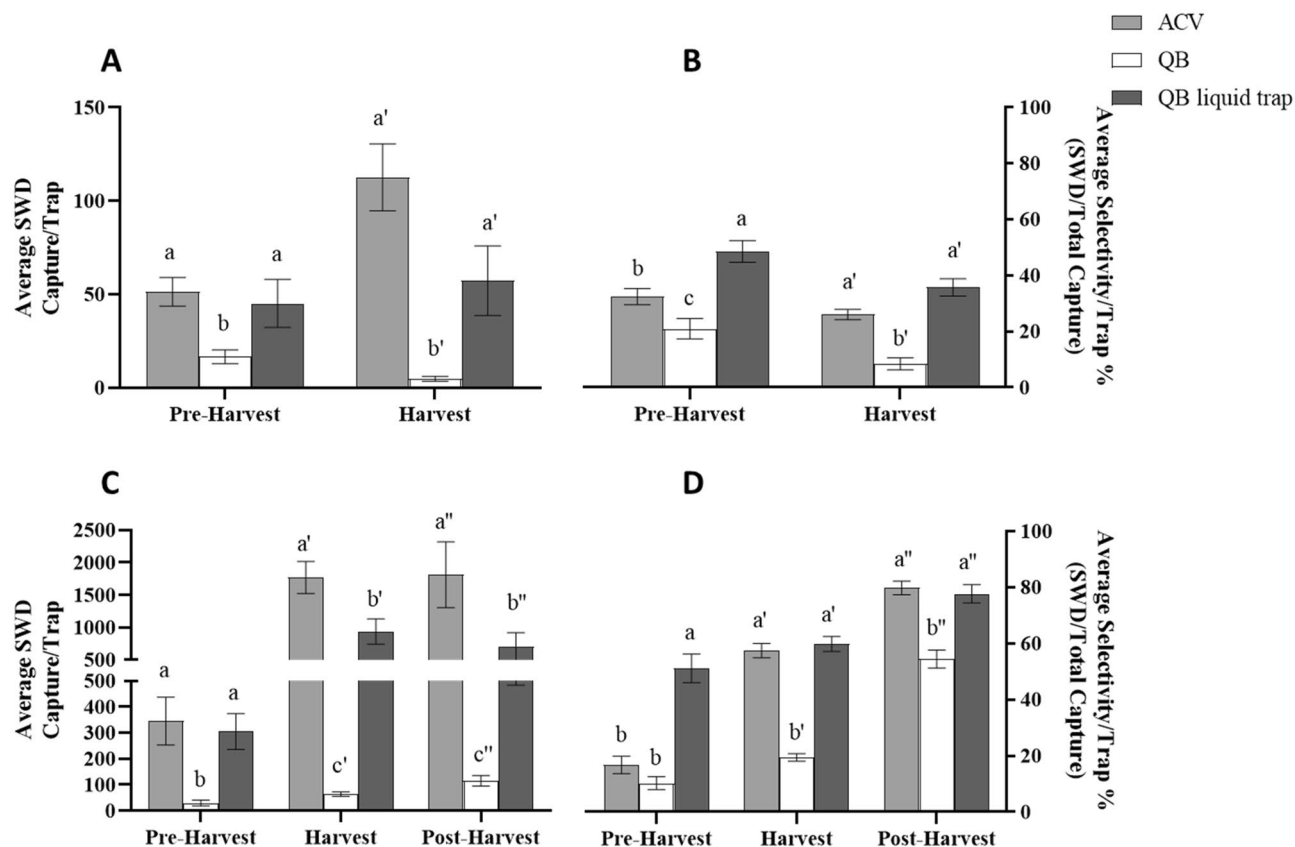 ACV
QB
QB liquid trap
A
Average SWD
Capture/Trap
150
100
50
0
a
b
a
a'
b'
a'
Pre-Harvest
Harvest
B
b
c
a
a'
b'
a'
Pre-Harvest
Harvest
100
80
60
40
20
0
Average Selectivity/Trap %
(SWD/Total Capture)
C
Average SWD
Capture/Trap
2500
2000
1500
1000
500
500
400
300
200
100
0
a
b
a
a'
c'
b'
a"
c"
b"
Pre-Harvest
Harvest
Post-Harvest
D
b
b
a
a'
b'
a'
a"
b"
a"
Pre-Harvest
Harvest
Post-Harvest
100
80
60
40
20
0
Average Selectivity/Trap %
(SWD/Total Capture)